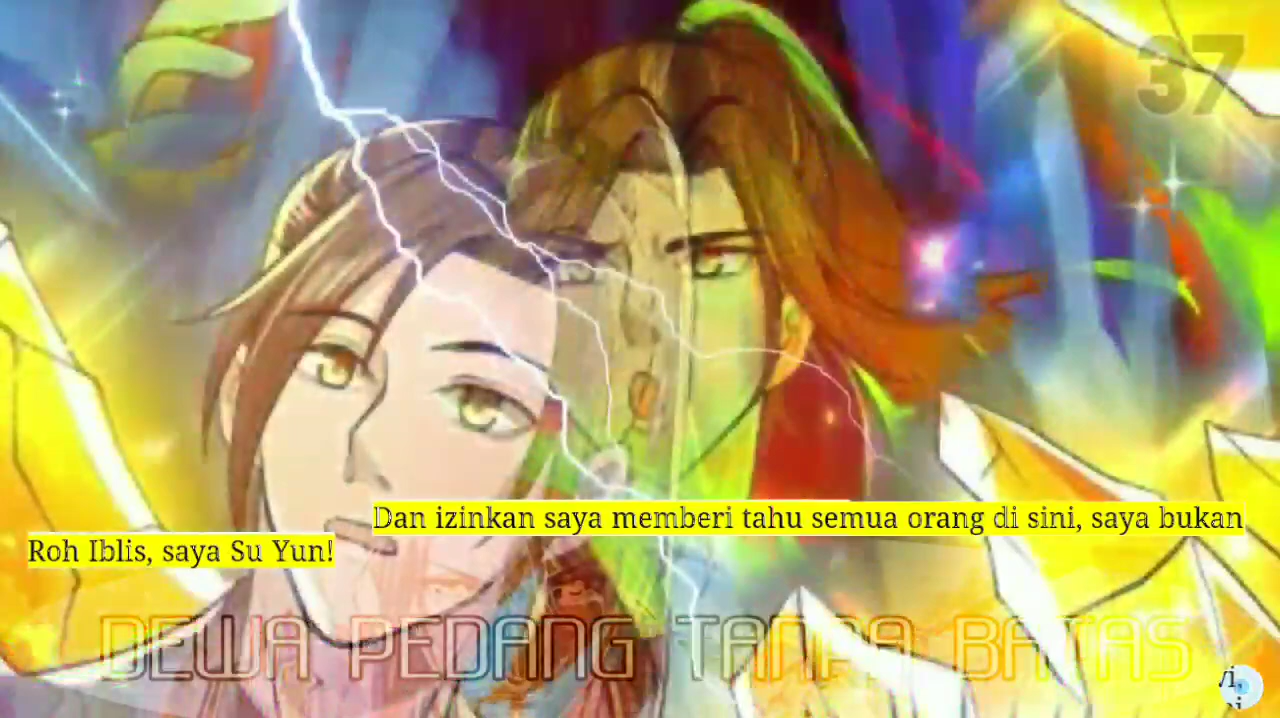 37
Dan izinkan saya memberi tahu semua orang di sini, saya bukan
Roh Iblis, saya Su Yun!
DEWA PEDANG TANPA BATAS